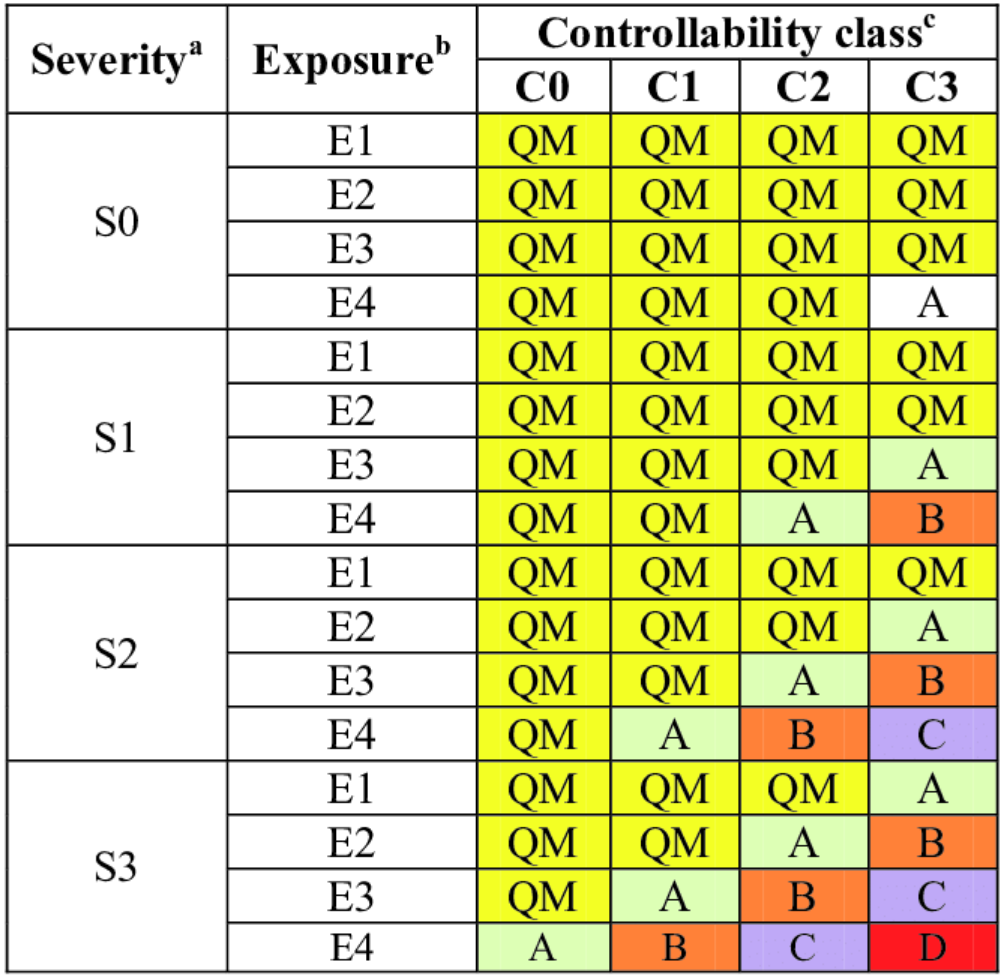 Severityᵃ Exposureᵇ Controllability classᶜ
C0 C1 C2 C3
S0
E1 QM QM QM QM
E2 QM QM QM QM
E3 QM QM QM QM
E4 QM QM QM A
S1
E1 QM QM QM QM
E2 QM QM QM QM
E3 QM QM QM A
E4 QM QM A B
S2
E1 QM QM QM QM
E2 QM QM QM A
E3 QM QM A B
E4 QM A B C
S3
E1 QM QM QM A
E2 QM QM A B
E3 QM A B C
E4 A B C D